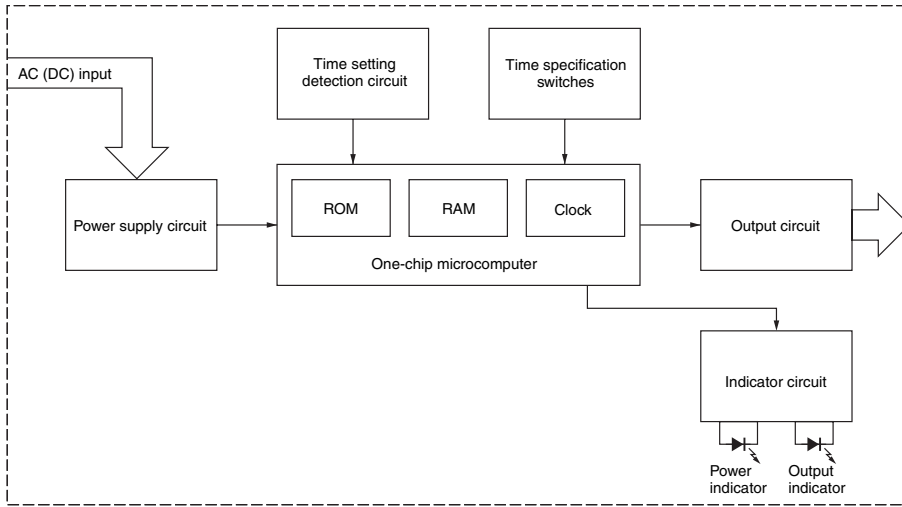 AC (DC) input
Time setting
detection circuit
Time specification
switches
Power supply circuit
ROM
RAM
Clock
One-chip microcomputer
Output circuit
Indicator circuit
Power
indicator
Output
indicator